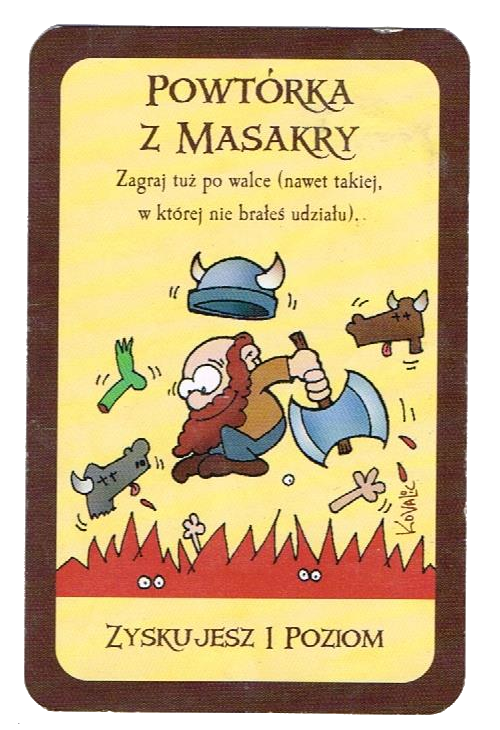 Powtórka
z Masakry
Zagraj tuż po walce (nawet takiej,
w której nie brałeś udziału)..
Kovalic
Zyskujesz 1 Poziom